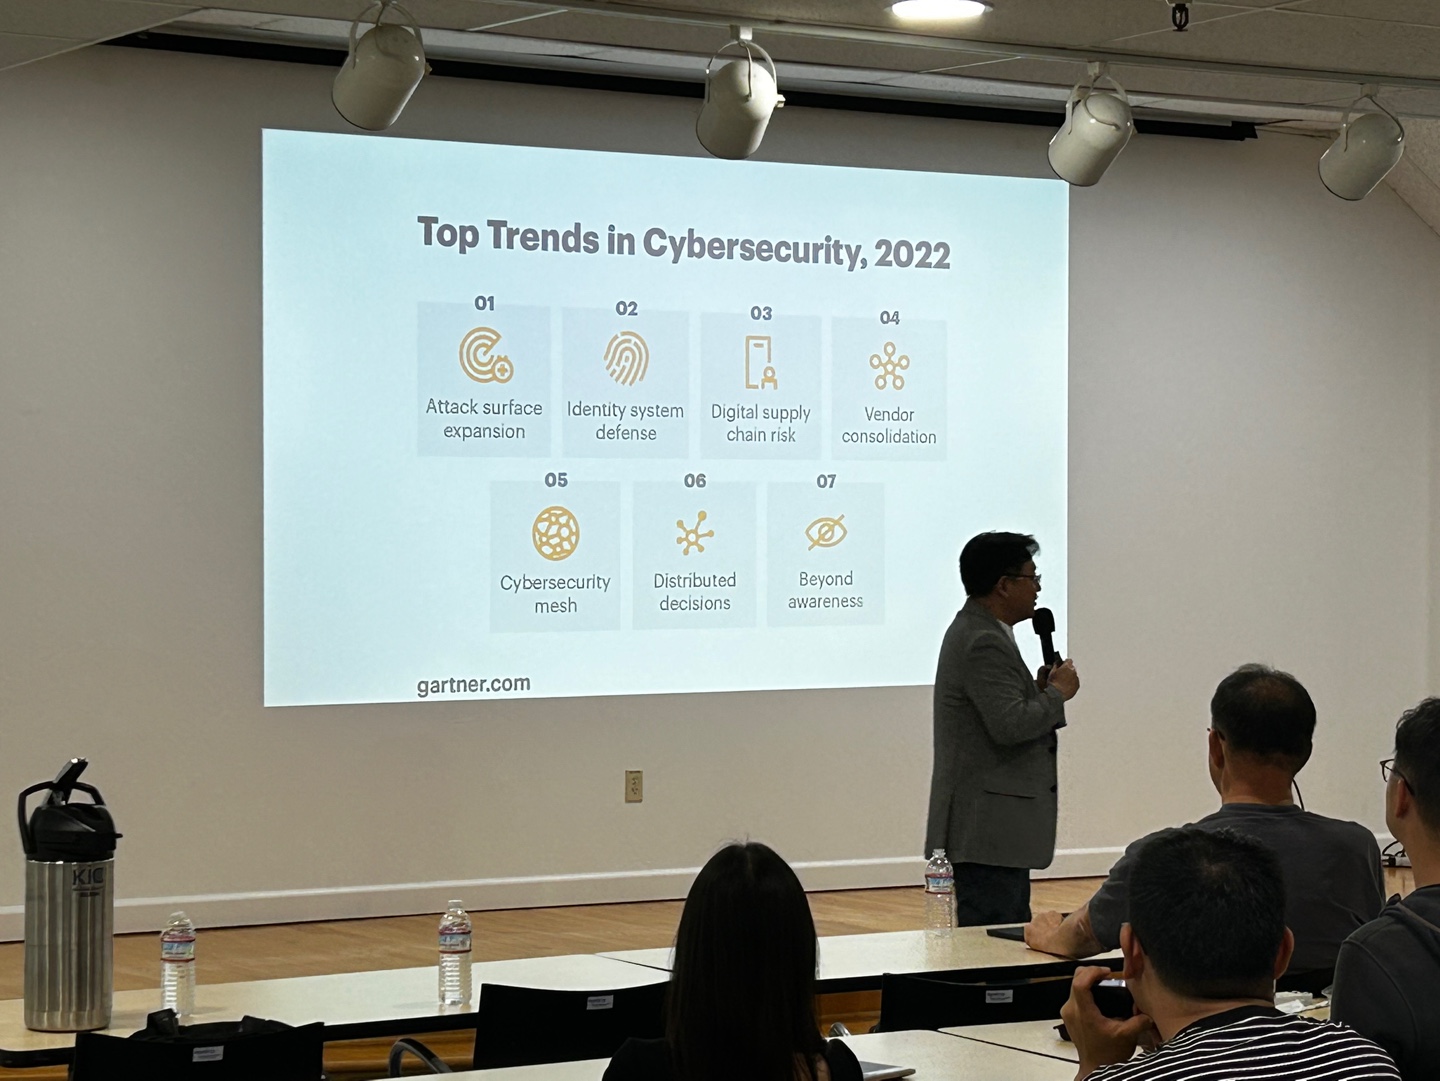 Top Trends in Cybersecurity, 2022
01
Attack surface
expansion
02
Identity system
defense
03
Digital supply
chain risk
04
Vendor
consolidation
05
Cybersecurity
mesh
06
Distributed
decisions
07
Beyond
awareness
gartner.com
KIC